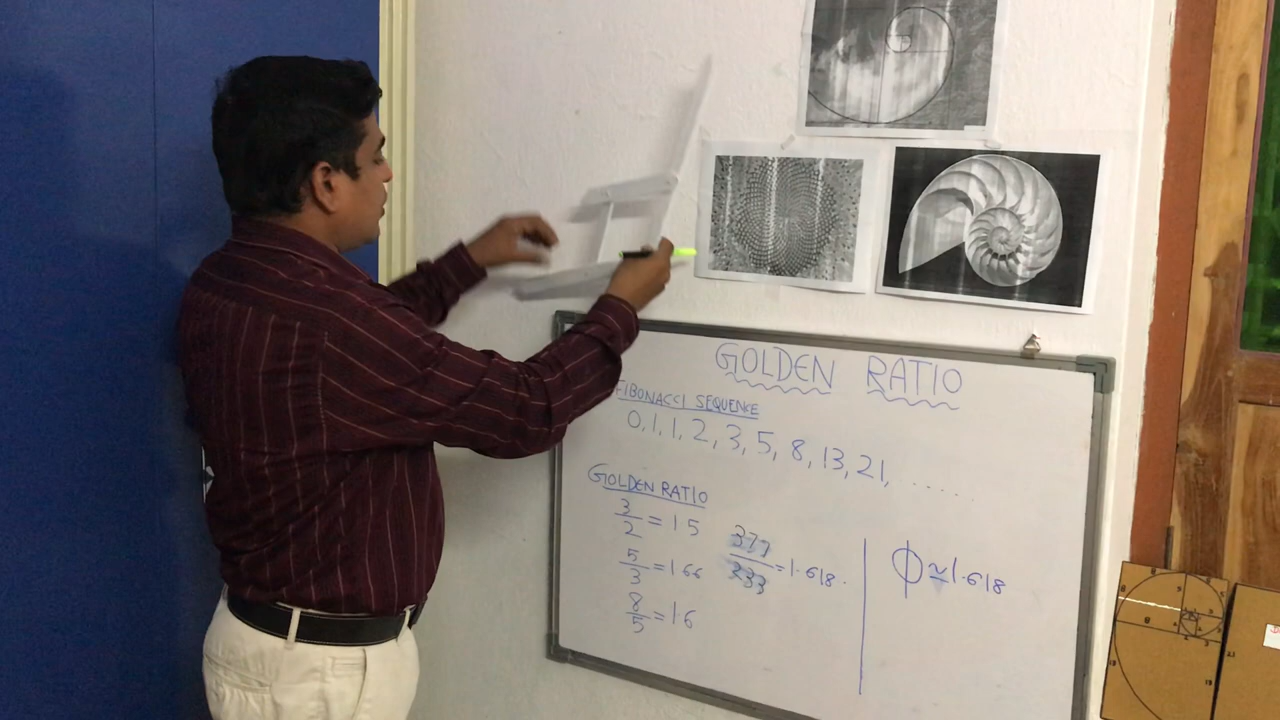 GOLDEN RATIO
FIBONACCI SEQUENCE
0, 1, 1, 2, 3, 5, 8, 13, 21, .......
GOLDEN RATIO
3/2 = 1.5
5/3 = 1.66
8/5 = 1.6
377/233 = 1.618.
φ ≈ 1.618